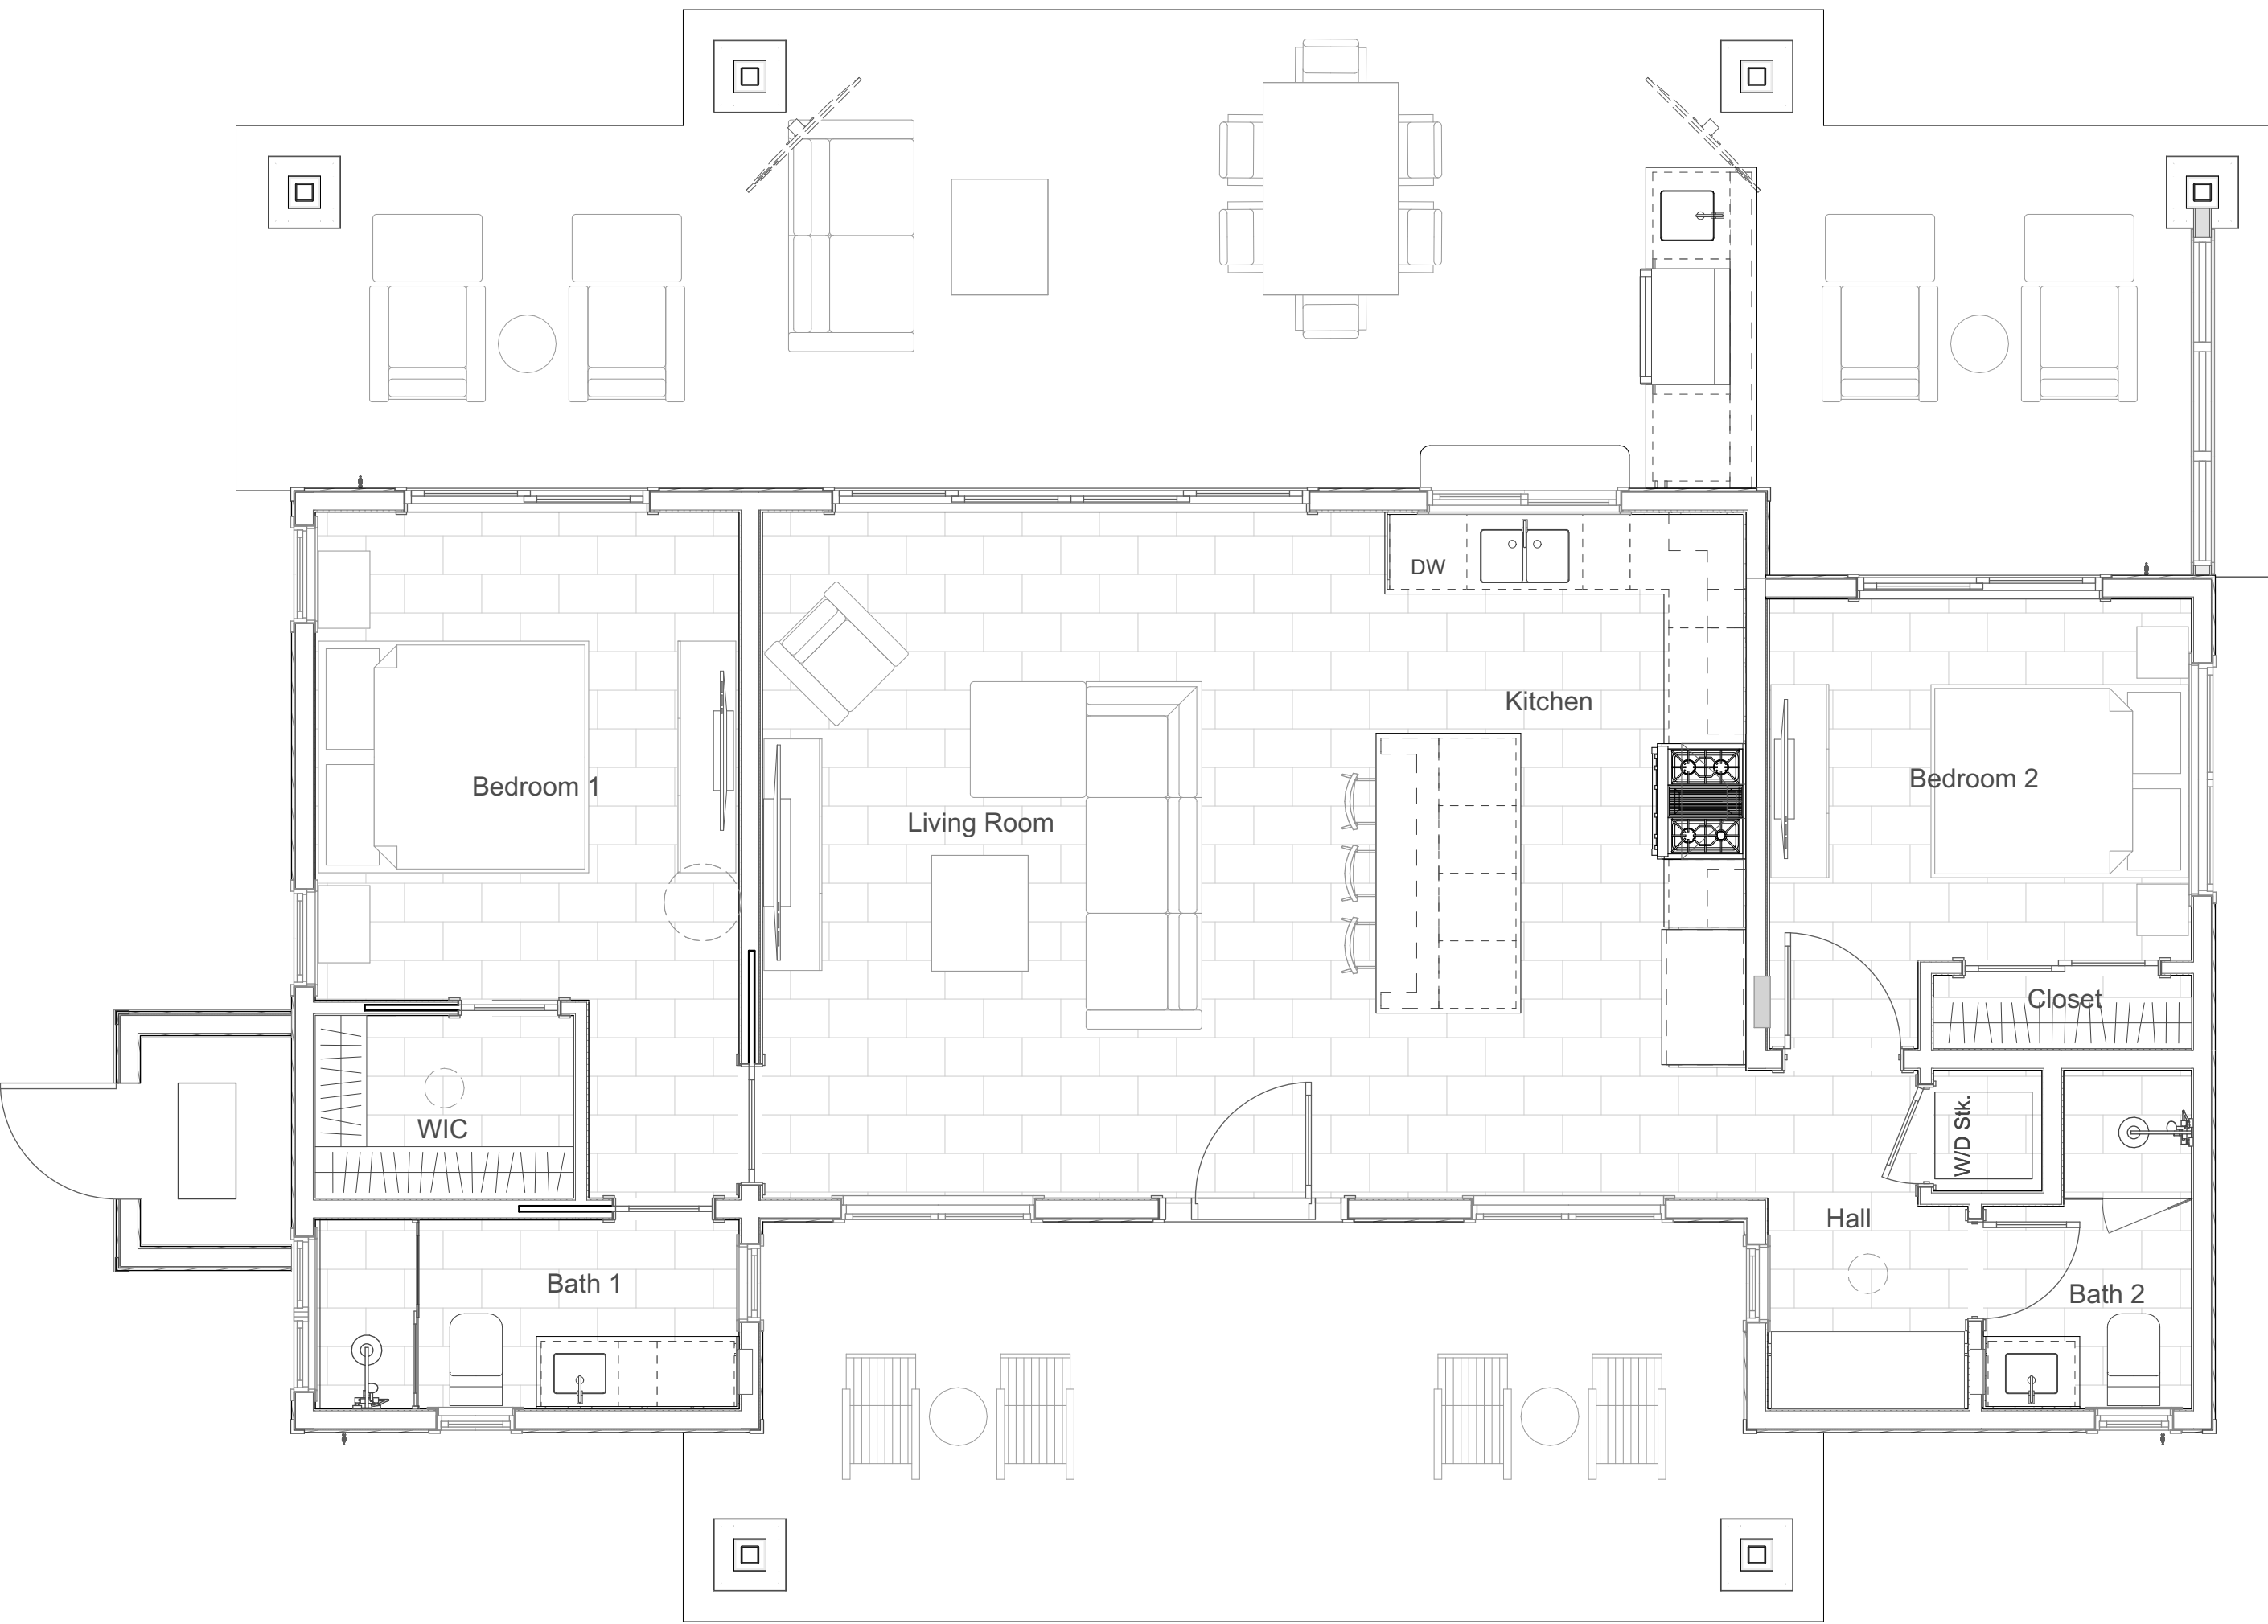 DW
Kitchen
Bedroom 1
Bedroom 2
Living Room
Closet
WIC
W/D Stk.
Hall
Bath 1
Bath 2